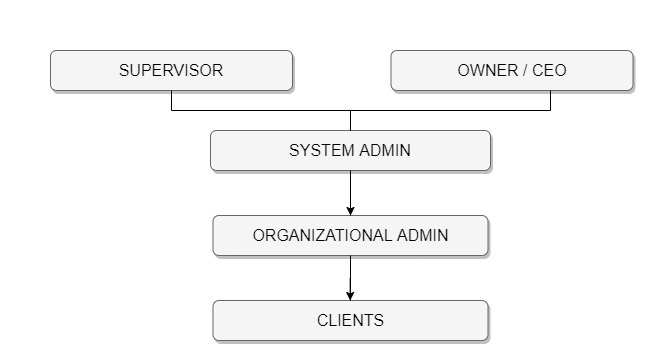 SUPERVISOR
OWNER / CEO
SYSTEM ADMIN
ORGANIZATIONAL ADMIN
CLIENTS